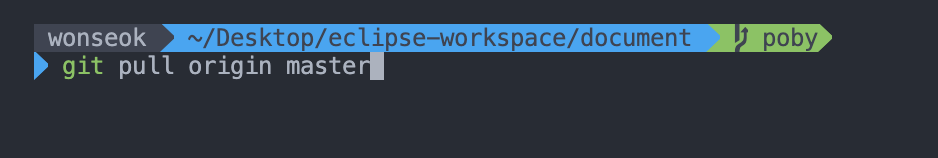 wonseok ~/Desktop/eclipse-workspace/document poby
git pull origin master